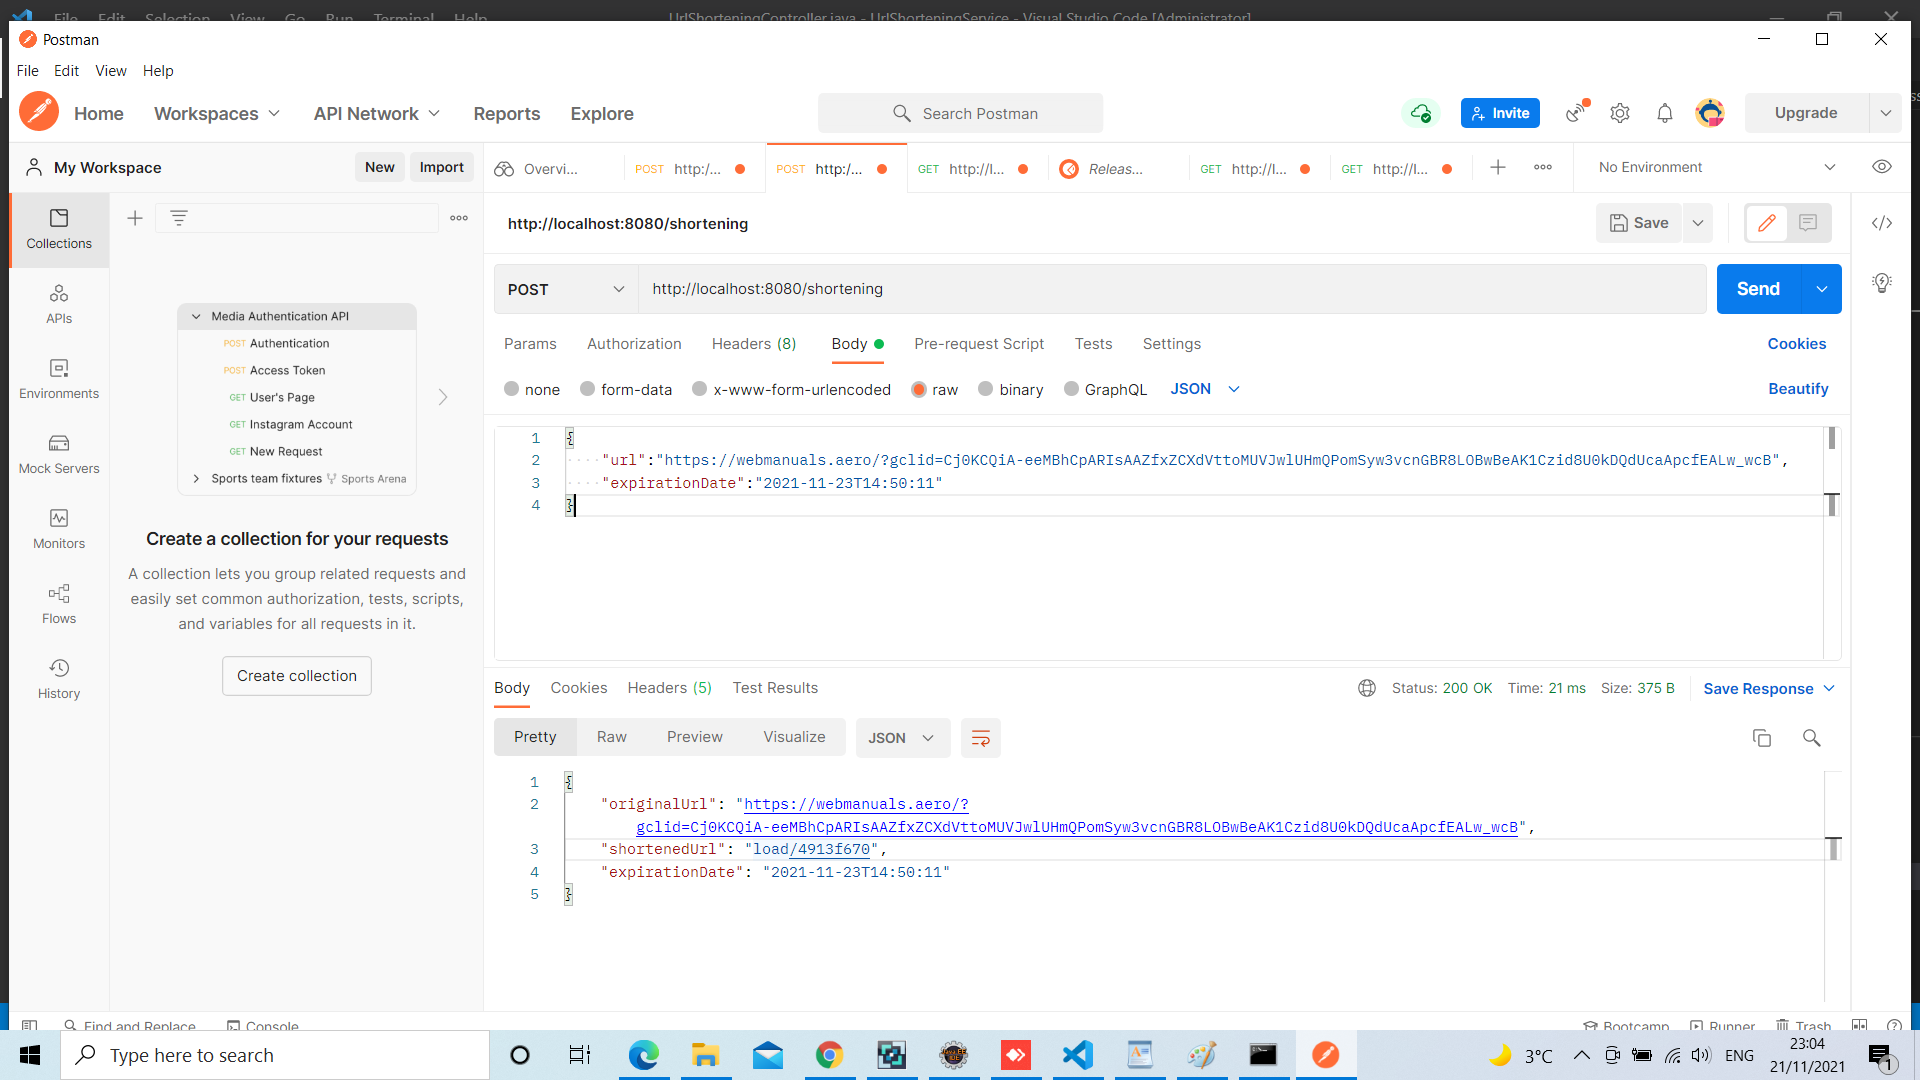 File Edit Selection View Go Run Terminal Help UrlShorteningController.java - UrlShorteningService - Visual Studio Code [Administrator]
Postman
File Edit View Help
Home Workspaces API Network Reports Explore Search Postman Invite Upgrade
My Workspace New Import Overvi... POST http:/... POST http:/... GET http://l... Releas... GET http://l... GET http://l... No Environment
http://localhost:8080/shortening Save
Collections
APIs
Environments
Mock Servers
Monitors
Flows
History
Media Authentication API
POST Authentication
POST Access Token
GET User's Page
GET Instagram Account
GET New Request
Sports team fixtures Sports Arena
Create a collection for your requests
A collection lets you group related requests and
easily set common authorization, tests, scripts,
and variables for all requests in it.
Create collection
POST http://localhost:8080/shortening Send
Params Authorization Headers (8) Body Pre-request Script Tests Settings Cookies
none form-data x-www-form-urlencoded raw binary GraphQL JSON Beautify
1 {
2 "url":"https://webmanuals.aero/?gclid=Cj0KCQiA-eeMBhCpARIsAAZfxZCXdVttoMUVJwlUHmQPomSyw3vcnGBR8LOBwBeAK1Czid8U0kDQdUcaApcfEALw_wcB",
3 "expirationDate":"2021-11-23T14:50:11"
4 }
Body Cookies Headers (5) Test Results Status: 200 OK Time: 21 ms Size: 375 B Save Response
Pretty Raw Preview Visualize JSON
1 {
2 "originalUrl": "https://webmanuals.aero/?
gclid=Cj0KCQiA-eeMBhCpARIsAAZfxZCXdVttoMUVJwlUHmQPomSyw3vcnGBR8LOBwBeAK1Czid8U0kDQdUcaApcfEALw_wcB",
3 "shortenedUrl": "load/4913f670",
4 "expirationDate": "2021-11-23T14:50:11"
5 }
Find and Replace Console Bootcamp Runner Trash
Type here to search 3°C ENG 23:04
21/11/2021 1